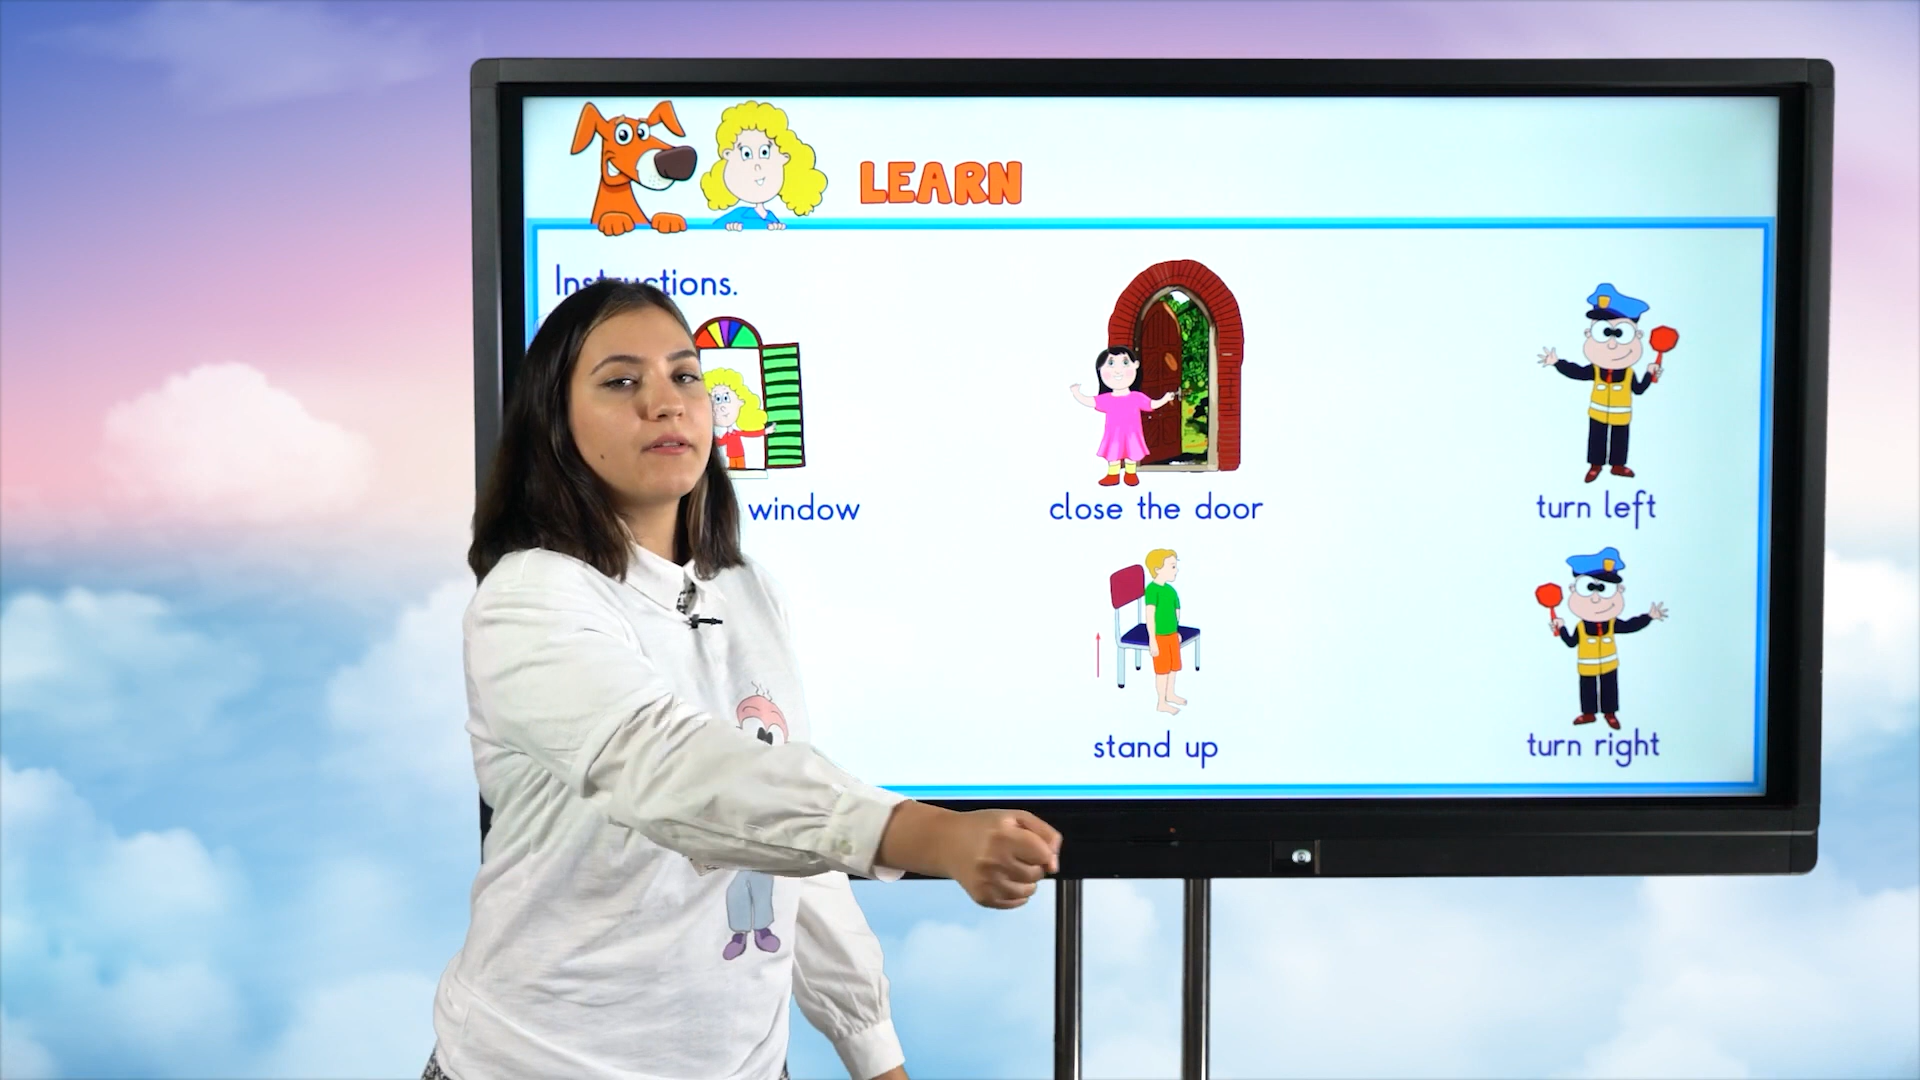 LEARN
Instructions.
window
close the door
turn left
stand up
turn right